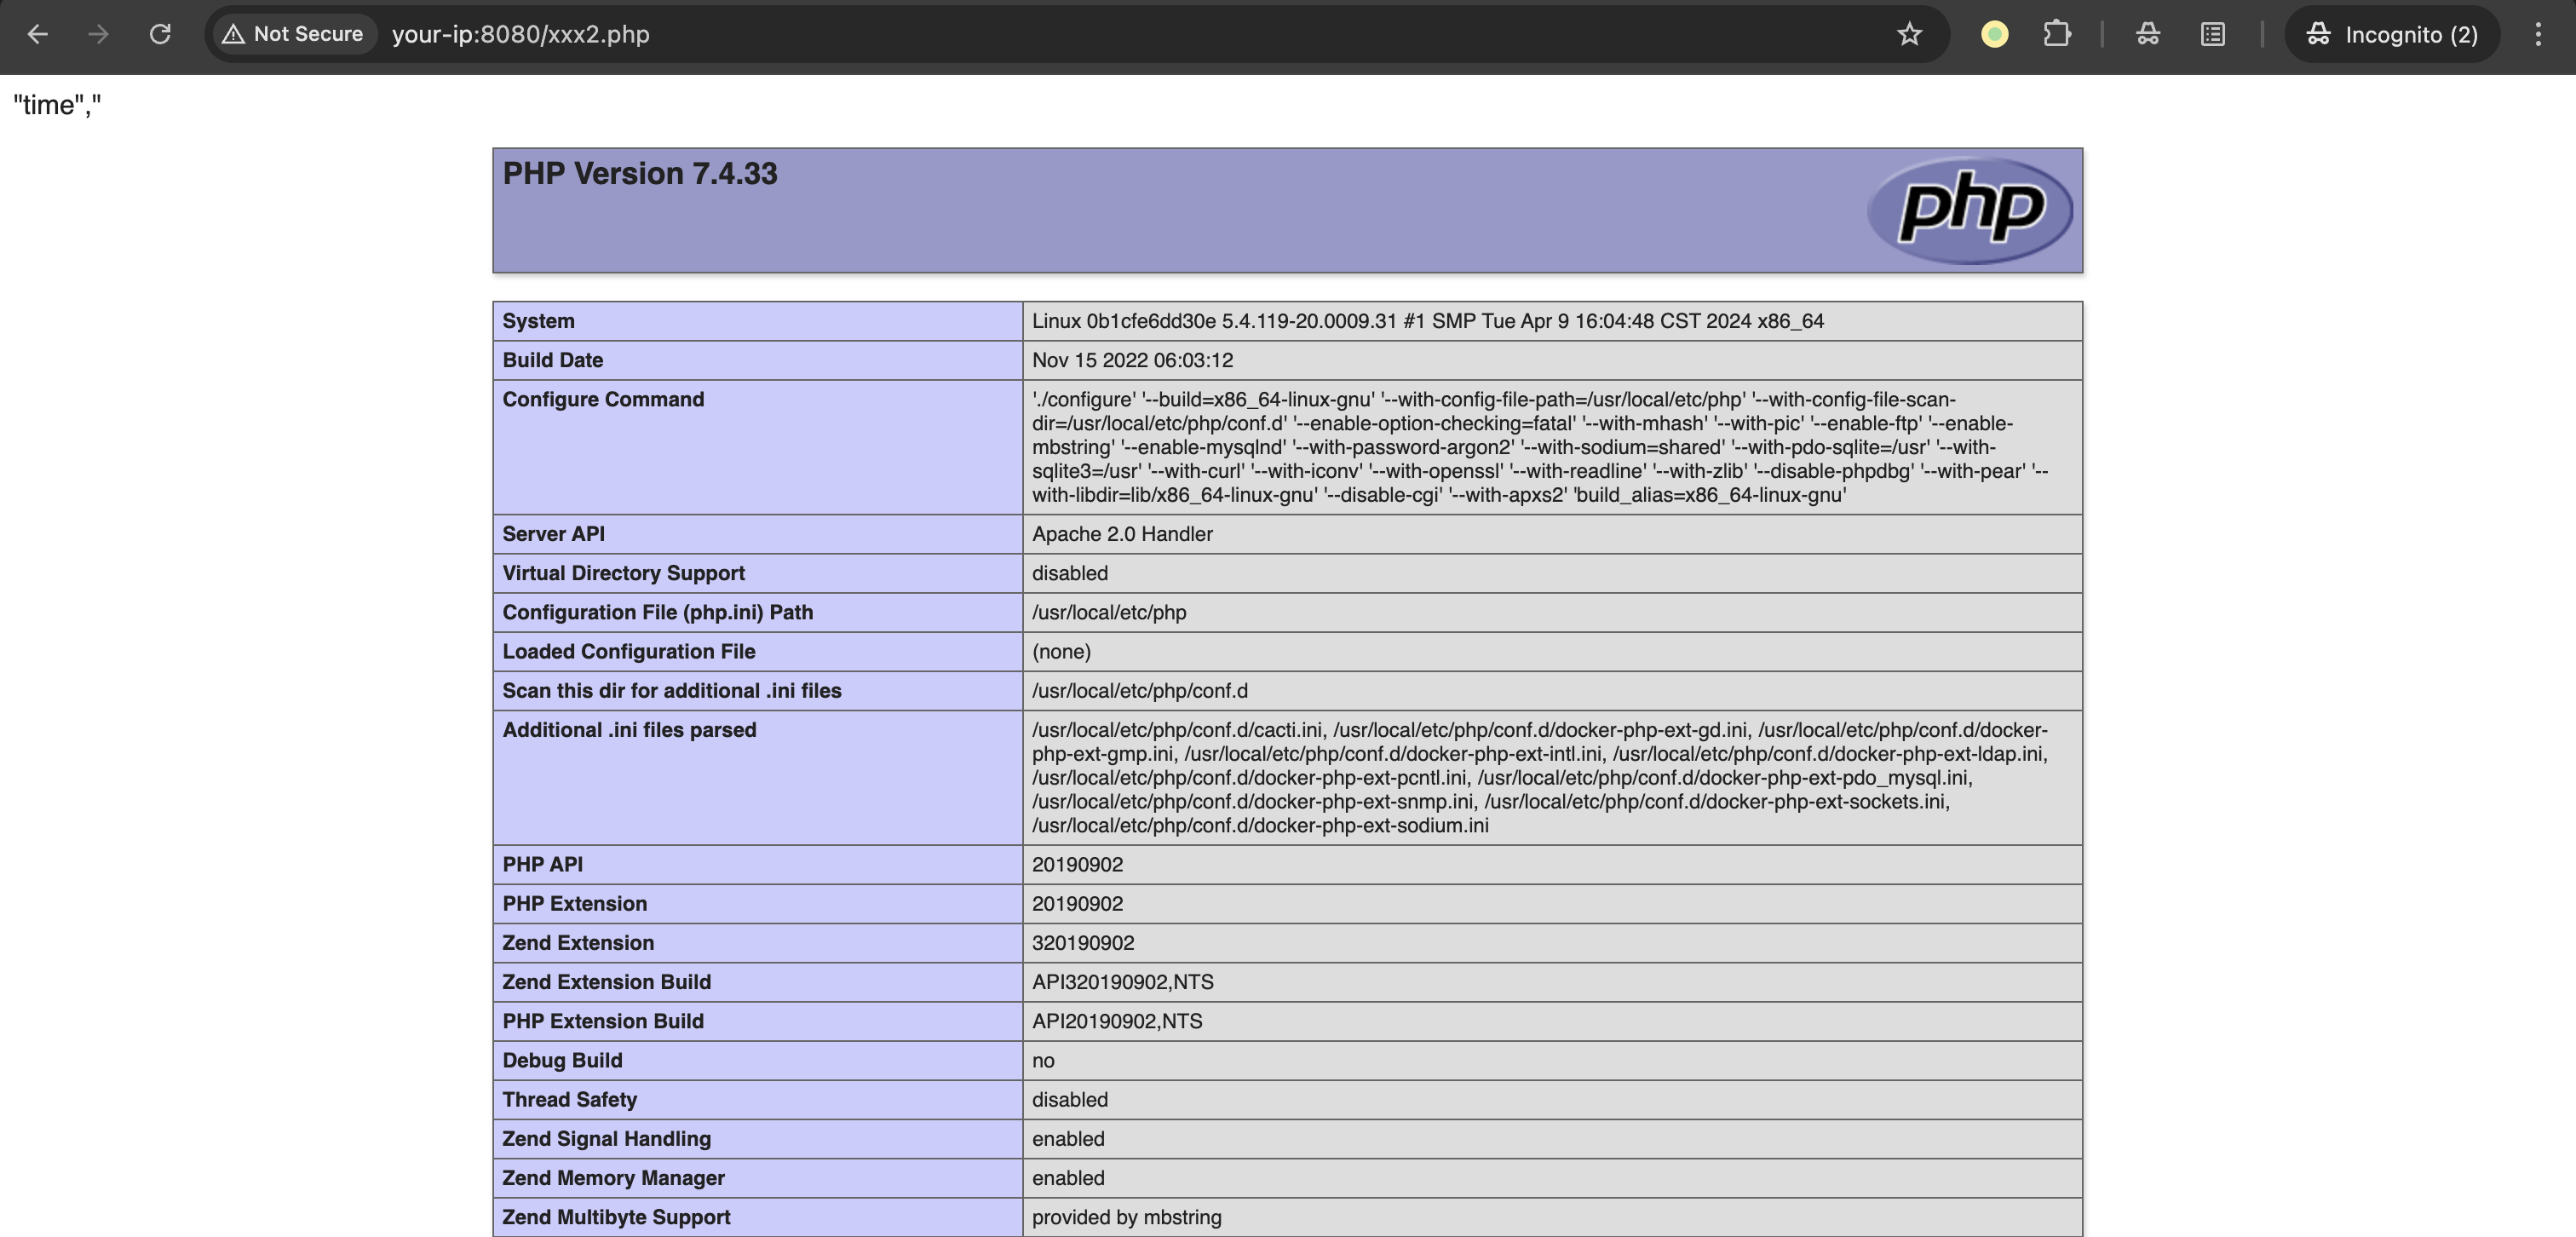 Not Secure your-ip:8080/xxx2.php Incognito (2)
"time","
PHP Version 7.4.33
php
System Linux 0b1cfe6dd30e 5.4.119-20.0009.31 #1 SMP Tue Apr 9 16:04:48 CST 2024 x86_64
Build Date Nov 15 2022 06:03:12
Configure Command './configure' '--build=x86_64-linux-gnu' '--with-config-file-path=/usr/local/etc/php' '--with-config-file-scan-
dir=/usr/local/etc/php/conf.d' '--enable-option-checking=fatal' '--with-mhash' '--with-pic' '--enable-ftp' '--enable-
mbstring' '--enable-mysqlnd' '--with-password-argon2' '--with-sodium=shared' '--with-pdo-sqlite=/usr' '--with-
sqlite3=/usr' '--with-curl' '--with-iconv' '--with-openssl' '--with-readline' '--with-zlib' '--disable-phpdbg' '--with-pear' '--
with-libdir=lib/x86_64-linux-gnu' '--disable-cgi' '--with-apxs2' 'build_alias=x86_64-linux-gnu'
Server API Apache 2.0 Handler
Virtual Directory Support disabled
Configuration File (php.ini) Path /usr/local/etc/php
Loaded Configuration File (none)
Scan this dir for additional .ini files /usr/local/etc/php/conf.d
Additional .ini files parsed /usr/local/etc/php/conf.d/cacti.ini, /usr/local/etc/php/conf.d/docker-php-ext-gd.ini, /usr/local/etc/php/conf.d/docker-
php-ext-gmp.ini, /usr/local/etc/php/conf.d/docker-php-ext-intl.ini, /usr/local/etc/php/conf.d/docker-php-ext-ldap.ini,
/usr/local/etc/php/conf.d/docker-php-ext-pcntl.ini, /usr/local/etc/php/conf.d/docker-php-ext-pdo_mysql.ini,
/usr/local/etc/php/conf.d/docker-php-ext-snmp.ini, /usr/local/etc/php/conf.d/docker-php-ext-sockets.ini,
/usr/local/etc/php/conf.d/docker-php-ext-sodium.ini
PHP API 20190902
PHP Extension 20190902
Zend Extension 320190902
Zend Extension Build API320190902,NTS
PHP Extension Build API20190902,NTS
Debug Build no
Thread Safety disabled
Zend Signal Handling enabled
Zend Memory Manager enabled
Zend Multibyte Support provided by mbstring